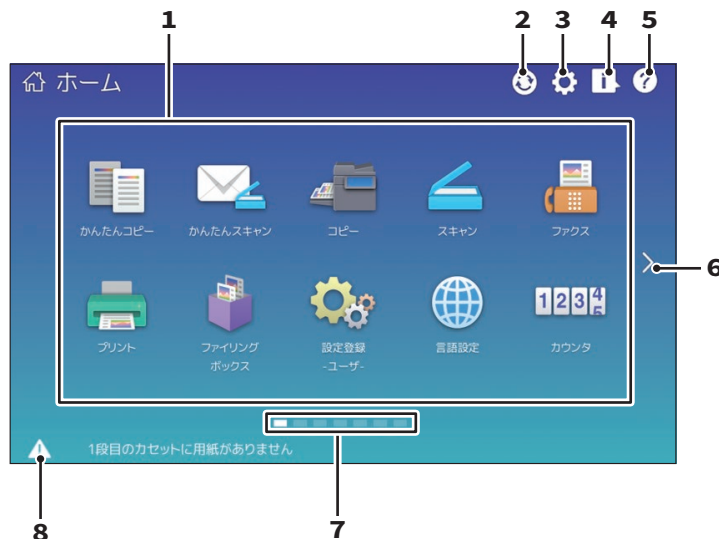 1 2 3 4 5
ホーム
かんたんコピー かんたんスキャン コピー スキャン ファクス
6
1 2 3 4 5
プリント ファイリング 設定登録 言語設定 カウンタ
ボックス -ユーザ-
1段目のカセットに用紙がありません
8 7